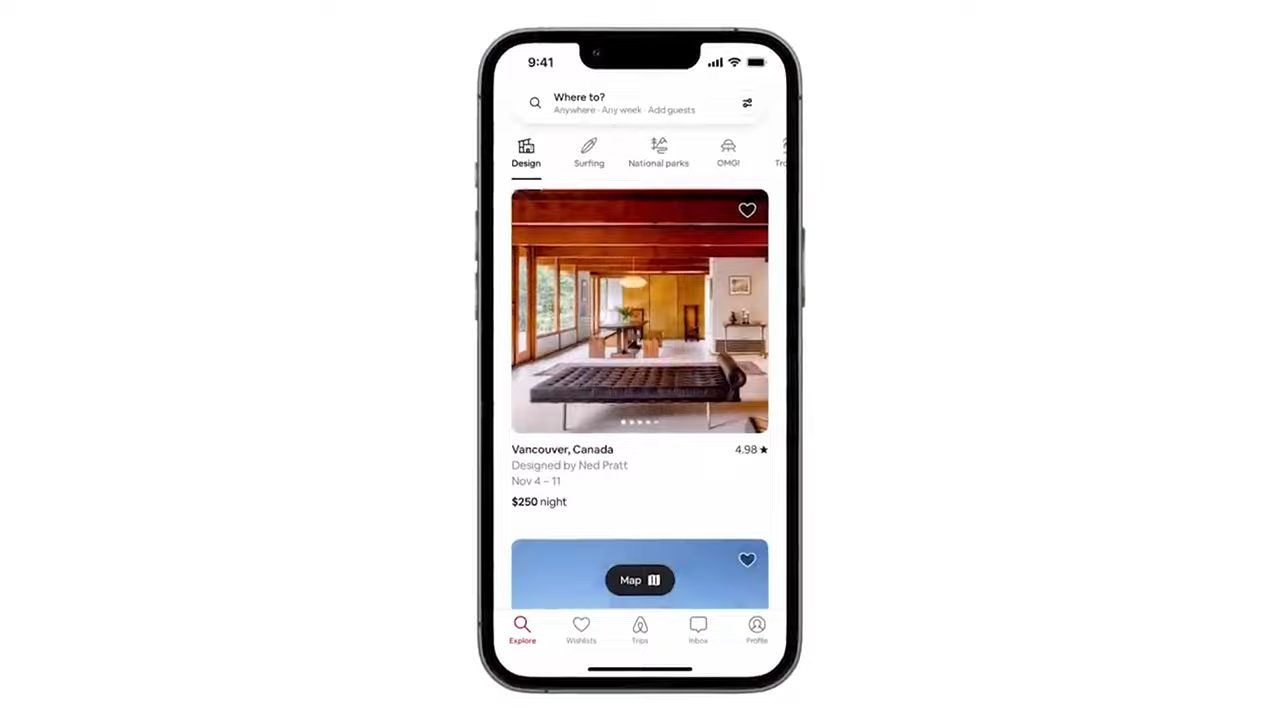 9:41
Where to?
Anywhere · Any week · Add guests
Design
Surfing
National parks
OMG!
Vancouver, Canada
4.98 ★
Designed by Ned Pratt
Nov 4 – 11
$250 night
Map
Explore
Wishlists
Trips
Inbox
Profile